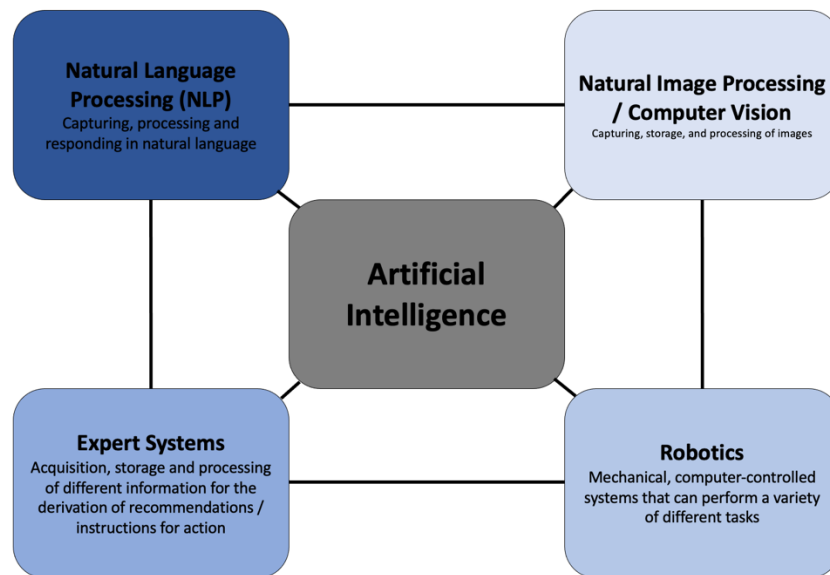 Natural Language
Processing (NLP)
Capturing, processing and
responding in natural language
Natural Image Processing
/ Computer Vision
Capturing, storage, and processing of images
Artificial
Intelligence
Expert Systems
Acquisition, storage and processing
of different information for the
derivation of recommendations /
instructions for action
Robotics
Mechanical, computer-controlled
systems that can perform a variety
of different tasks